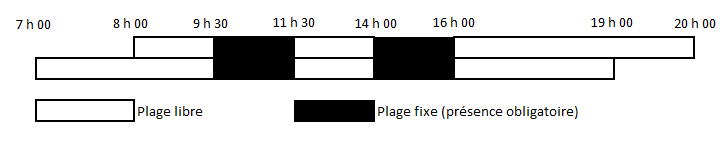 7 h 00 8 h 00 9 h 30 11 h 30 14 h 00 16 h 00 19 h 00 20 h 00
Plage libre Plage fixe (présence obligatoire)